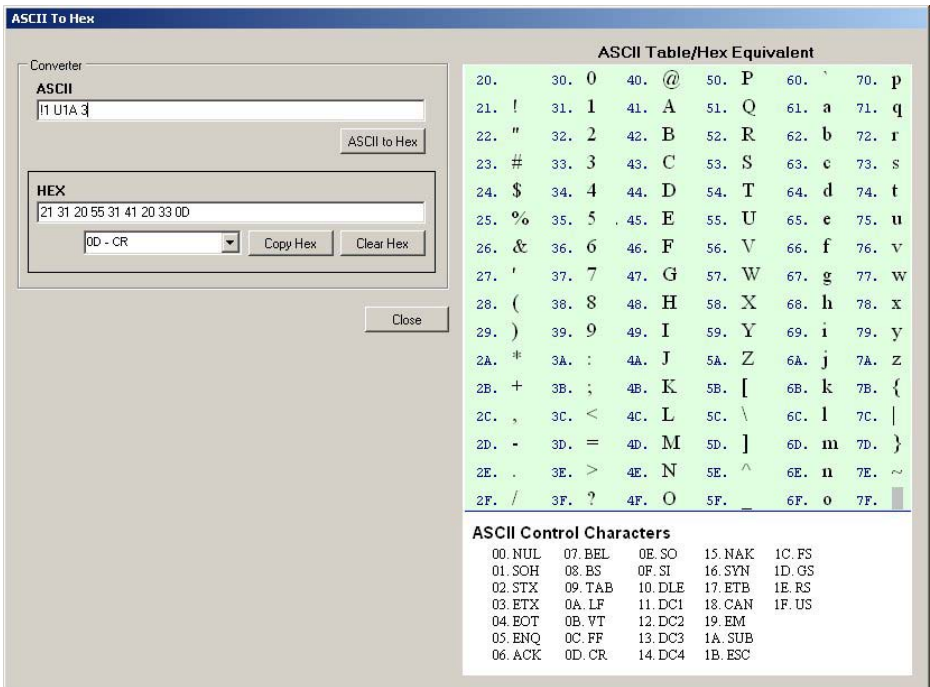 ASCII To Hex
Converter
ASCII
!1 U1A 3
ASCII to Hex
HEX
21 31 20 55 31 41 20 33 0D
0D - CR
Copy Hex
Clear Hex
Close
ASCII Table/Hex Equivalent
20. 30. 0 40. @ 50. P 60. ` 70. p
21. ! 31. 1 41. A 51. Q 61. a 71. q
22. " 32. 2 42. B 52. R 62. b 72. r
23. # 33. 3 43. C 53. S 63. c 73. s
24. $ 34. 4 44. D 54. T 64. d 74. t
25. % 35. 5 . 45. E 55. U 65. e 75. u
26. & 36. 6 46. F 56. V 66. f 76. v
27. ' 37. 7 47. G 57. W 67. g 77. w
28. ( 38. 8 48. H 58. X 68. h 78. x
29. ) 39. 9 49. I 59. Y 69. i 79. y
2A. * 3A. : 4A. J 5A. Z 6A. j 7A. z
2B. + 3B. ; 4B. K 5B. [ 6B. k 7B. {
2C. , 3C. < 4C. L 5C. \ 6C. l 7C. |
2D. - 3D. = 4D. M 5D. ] 6D. m 7D. }
2E. . 3E. > 4E. N 5E. ^ 6E. n 7E. ~
2F. / 3F. ? 4F. O 5F. _ 6F. o 7F.
ASCII Control Characters
00. NUL 07. BEL 0E. SO 15. NAK 1C. FS
01. SOH 08. BS 0F. SI 16. SYN 1D. GS
02. STX 09. TAB 10. DLE 17. ETB 1E. RS
03. ETX 0A. LF 11. DC1 18. CAN 1F. US
04. EOT 0B. VT 12. DC2 19. EM
05. ENQ 0C. FF 13. DC3 1A. SUB
06. ACK 0D. CR 14. DC4 1B. ESC